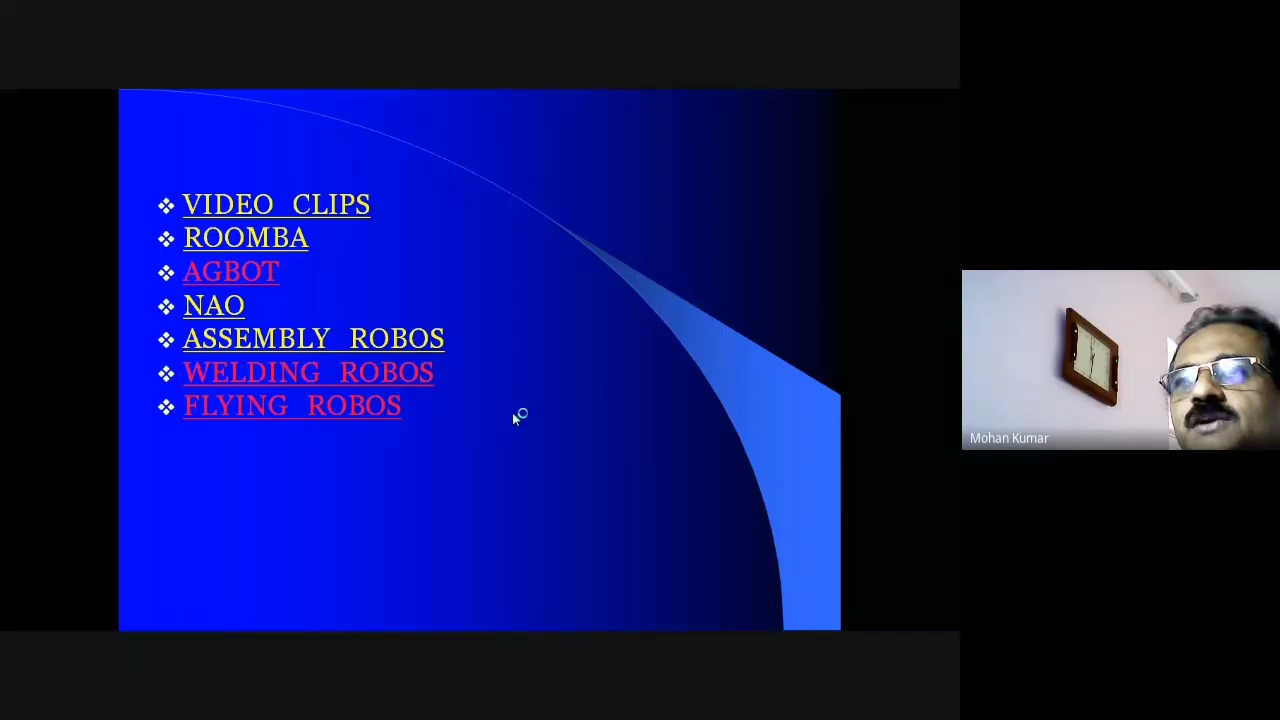 VIDEO CLIPS
ROOMBA
AGBOT
NAO
ASSEMBLY ROBOS
WELDING ROBOS
FLYING ROBOS
Mohan Kumar